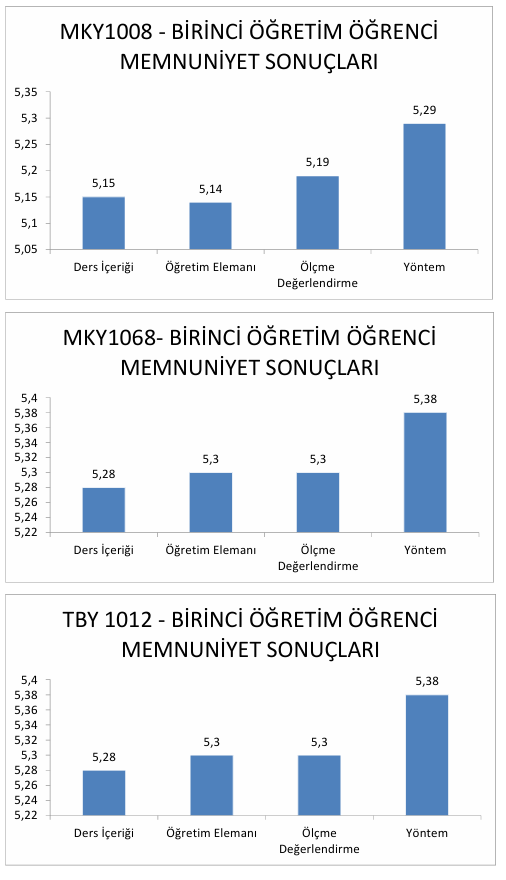 MKY1008 - BİRİNCİ ÖĞRETİM ÖĞRENCİ
MEMNUNİYET SONUÇLARI
5,35
5,3
5,25
5,2
5,15
5,1
5,05
5,15
5,14
5,19
5,29
Ders İçeriği
Öğretim Elemanı
Ölçme
Değerlendirme
Yöntem
MKY1068- BİRİNCİ ÖĞRETİM ÖĞRENCİ
MEMNUNİYET SONUÇLARI
5,4
5,38
5,36
5,34
5,32
5,3
5,28
5,26
5,24
5,22
5,28
5,3
5,3
5,38
Ders İçeriği
Öğretim Elemanı
Ölçme
Değerlendirme
Yöntem
TBY 1012 - BİRİNCİ ÖĞRETİM ÖĞRENCİ
MEMNUNİYET SONUÇLARI
5,4
5,38
5,36
5,34
5,32
5,3
5,28
5,26
5,24
5,22
5,28
5,3
5,3
5,38
Ders İçeriği
Öğretim Elemanı
Ölçme
Değerlendirme
Yöntem